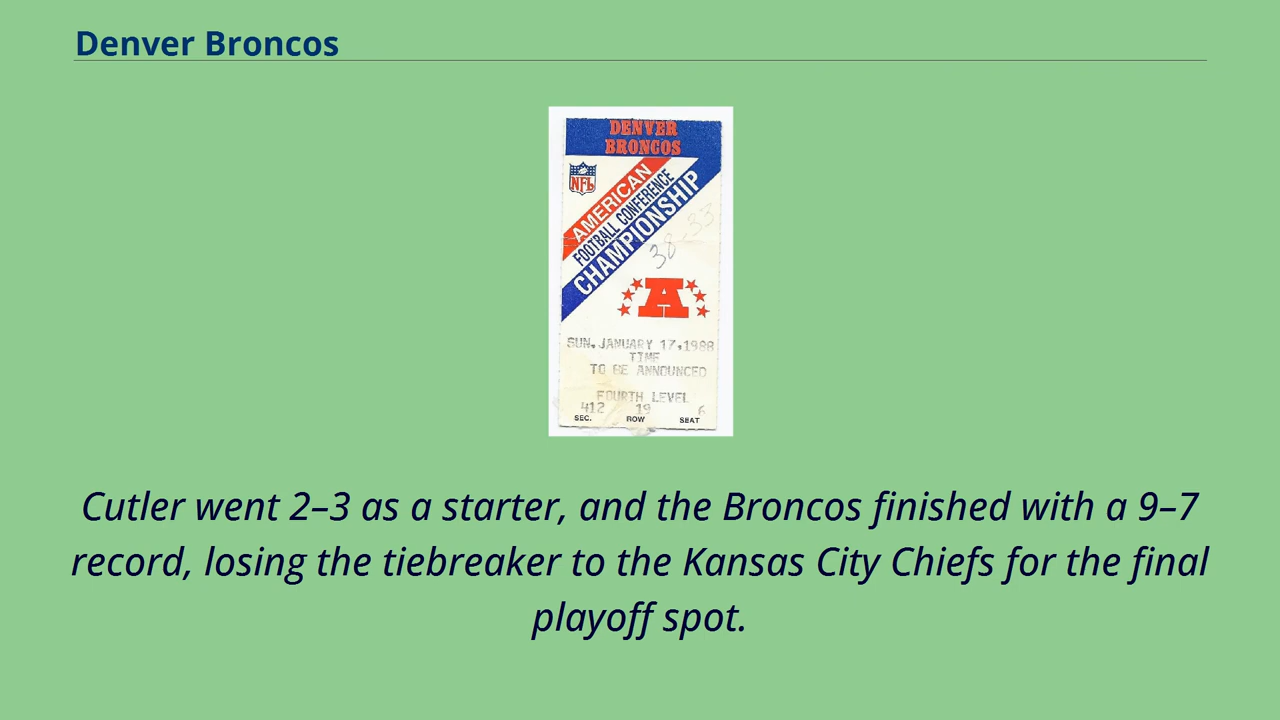 Denver Broncos
DENVER
BRONCOS
NFL
AMERICAN
FOOTBALL CONFERENCE
CHAMPIONSHIP
38-33
A
SUN, JANUARY 17, 1988
TIME
TO BE ANNOUNCED
FOURTH LEVEL
412 19 6
SEC. ROW SEAT
Cutler went 2–3 as a starter, and the Broncos finished with a 9–7
record, losing the tiebreaker to the Kansas City Chiefs for the final
playoff spot.